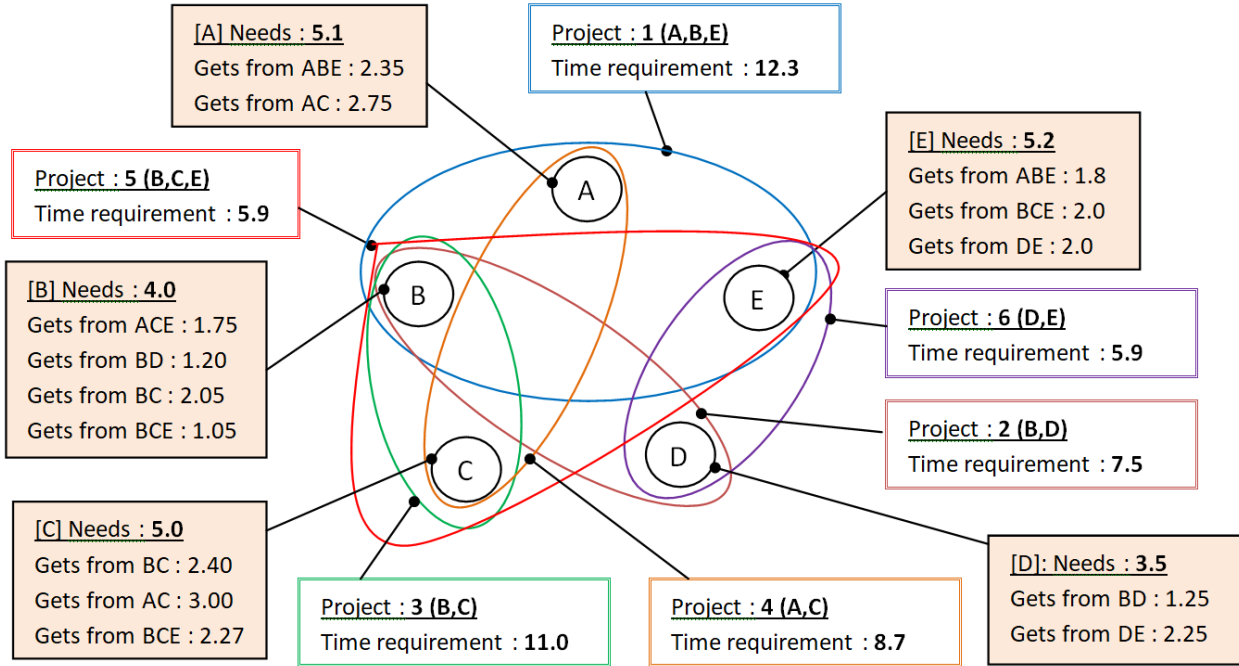 [A] Needs : 5.1
Gets from ABE : 2.35
Gets from AC : 2.75
Project : 1 (A,B,E)
Time requirement : 12.3
[E] Needs : 5.2
Gets from ABE : 1.8
Gets from BCE : 2.0
Gets from DE : 2.0
Project : 5 (B,C,E)
Time requirement : 5.9
A
B
E
C
D
[B] Needs : 4.0
Gets from ACE : 1.75
Gets from BD : 1.20
Gets from BC : 2.05
Gets from BCE : 1.05
Project : 6 (D,E)
Time requirement : 5.9
Project : 2 (B,D)
Time requirement : 7.5
[C] Needs : 5.0
Gets from BC : 2.40
Gets from AC : 3.00
Gets from BCE : 2.27
Project : 3 (B,C)
Time requirement : 11.0
Project : 4 (A,C)
Time requirement : 8.7
[D]: Needs : 3.5
Gets from BD : 1.25
Gets from DE : 2.25